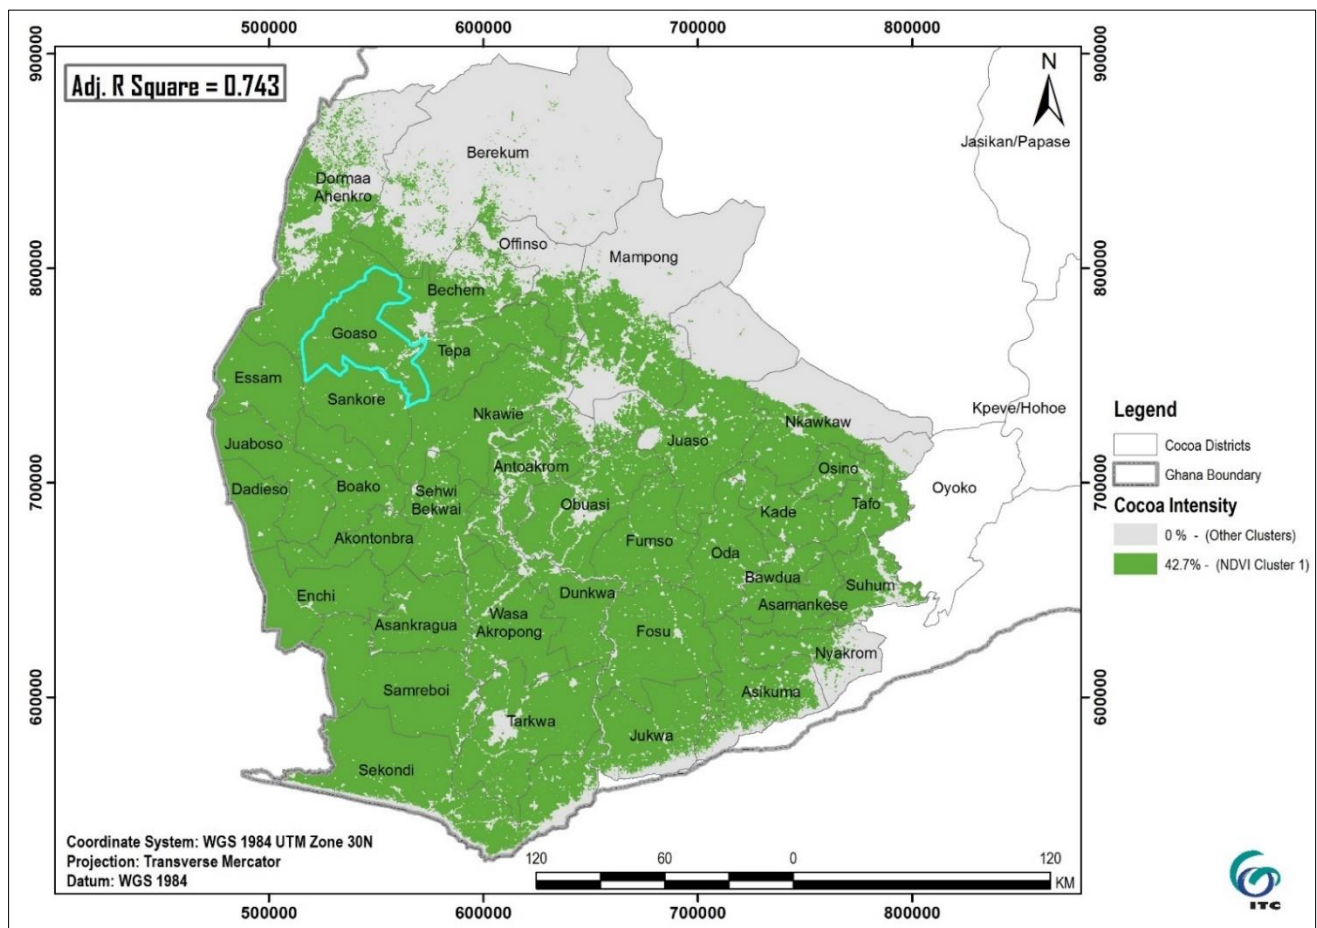 500000 600000 700000 800000
900000 900000
Adj. R Square = 0.743
N
Jasikan/Papase
Berekum
Dormaa
Ahenkro
Offinso
Mampong
800000 800000
Bechem
Goaso
Tepa
Essam
Sankore
Nkawie
Kpeve/Hohoe
Nkawkaw
Juaboso
Juaso
Antoakrom
Osino
Dadieso
Boako
Sehwi
Bekwai
Obuasi
Oyoko
700000 700000
Kade
Tafo
Akontonbra
Fumso
Oda
Bawdua
Suhum
Enchi
Dunkwa
Asamankese
Wasa
Akropong
Asankragua
Fosu
Nyakrom
Samreboi
Asikuma
600000 600000
Tarkwa
Jukwa
Sekondi
Legend
Cocoa Districts
Ghana Boundary
Cocoa Intensity
0 % - (Other Clusters)
42.7% - (NDVI Cluster 1)
Coordinate System: WGS 1984 UTM Zone 30N
Projection: Transverse Mercator
Datum: WGS 1984
120 60 0 120
KM
ITC
500000 600000 700000 800000